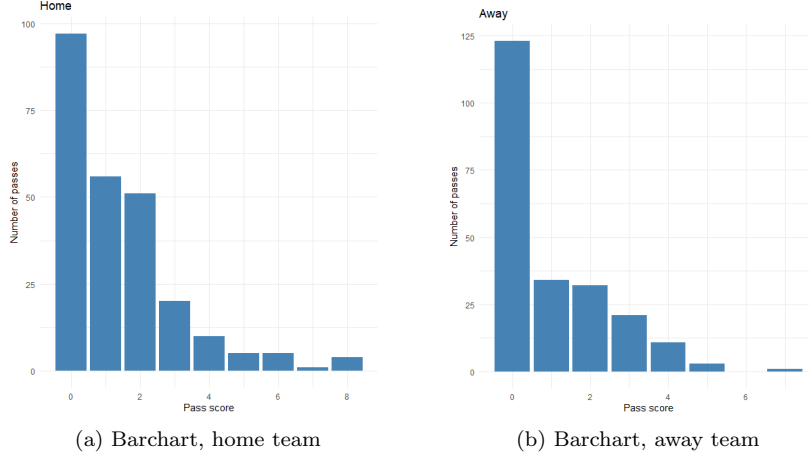 Home
100
75
50
25
0
Number of passes
0 2 4 6 8
Pass score
(a) Barchart, home team
Away
125
100
75
50
25
0
Number of passes
0 2 4 6
Pass score
(b) Barchart, away team